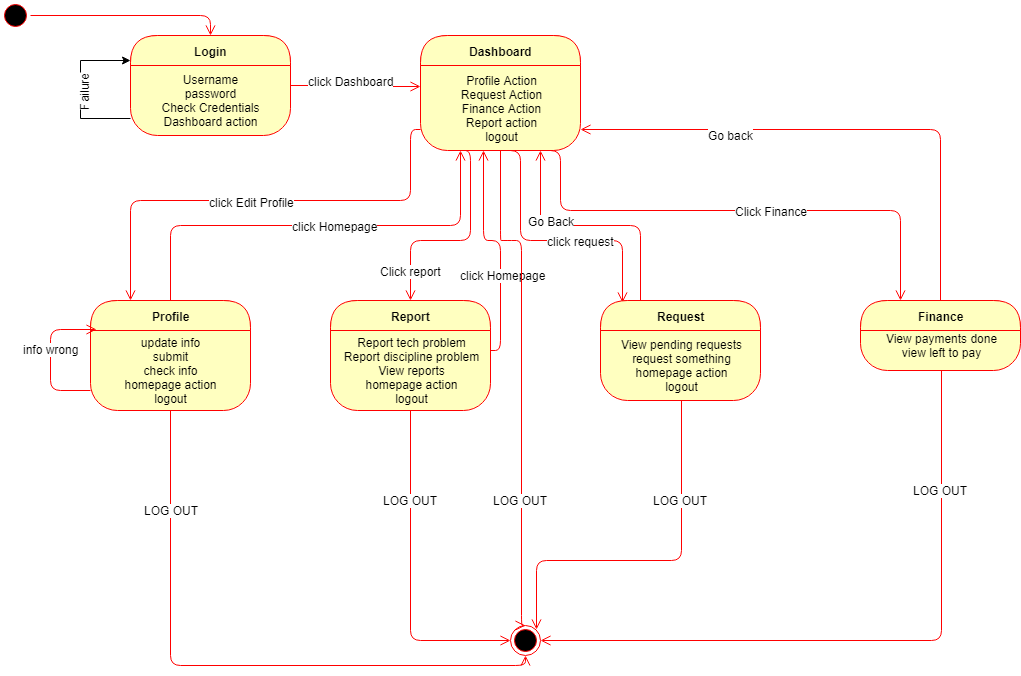 Login
Username
password
Check Credentials
Dashboard action
Failure
click Dashboard
Dashboard
Profile Action
Request Action
Finance Action
Report action
logout
Go back
click Edit Profile
click Homepage
Click report
click Homepage
Go Back
click request
Click Finance
Profile
update info
submit
check info
homepage action
logout
info wrong
Report
Report tech problem
Report discipline problem
View reports
homepage action
logout
Request
View pending requests
request something
homepage action
logout
Finance
View payments done
view left to pay
LOG OUT
LOG OUT
LOG OUT
LOG OUT
LOG OUT